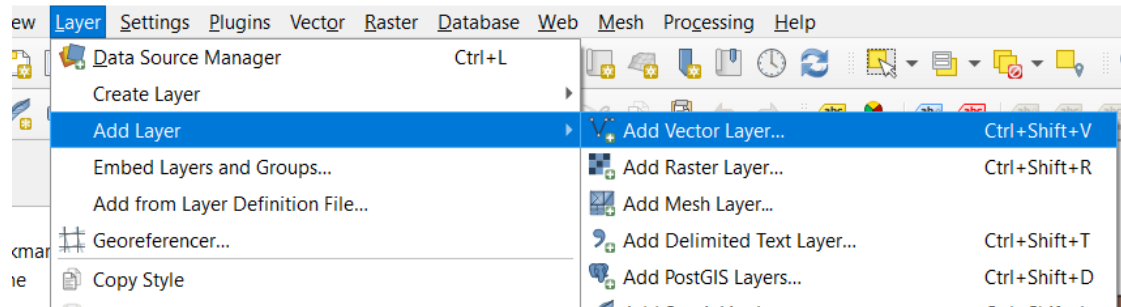 ew Layer Settings Plugins Vector Raster Database Web Mesh Processing Help
Data Source Manager Ctrl+L
Create Layer
Add Layer
Add Vector Layer... Ctrl+Shift+V
Embed Layers and Groups...
Add Raster Layer... Ctrl+Shift+R
Add from Layer Definition File...
Add Mesh Layer...
Georeferencer...
Add Delimited Text Layer... Ctrl+Shift+T
Copy Style
Add PostGIS Layers... Ctrl+Shift+D